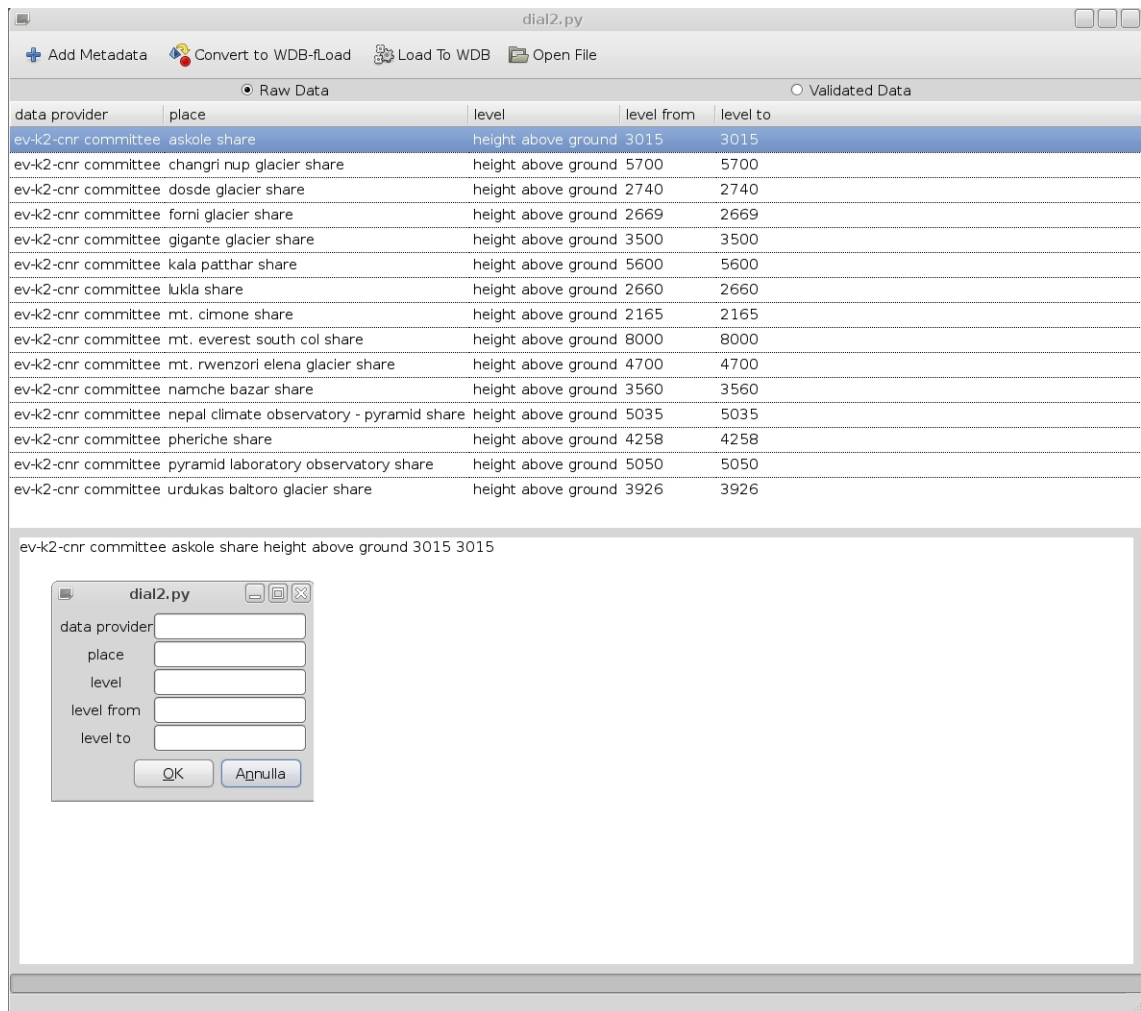 dial2.py
Add Metadata Convert to WDB-fLoad Load To WDB Open File
Raw Data Validated Data
data provider place level level from level to
ev-k2-cnr committee askole share height above ground 3015 3015
ev-k2-cnr committee changri nup glacier share height above ground 5700 5700
ev-k2-cnr committee dosde glacier share height above ground 2740 2740
ev-k2-cnr committee forni glacier share height above ground 2669 2669
ev-k2-cnr committee gigante glacier share height above ground 3500 3500
ev-k2-cnr committee kala patthar share height above ground 5600 5600
ev-k2-cnr committee lukla share height above ground 2660 2660
ev-k2-cnr committee mt. cimone share height above ground 2165 2165
ev-k2-cnr committee mt. everest south col share height above ground 8000 8000
ev-k2-cnr committee mt. rwenzori elena glacier share height above ground 4700 4700
ev-k2-cnr committee namche bazar share height above ground 3560 3560
ev-k2-cnr committee nepal climate observatory - pyramid share height above ground 5035 5035
ev-k2-cnr committee pheriche share height above ground 4258 4258
ev-k2-cnr committee pyramid laboratory observatory share height above ground 5050 5050
ev-k2-cnr committee urdukas baltoro glacier share height above ground 3926 3926
ev-k2-cnr committee askole share height above ground 3015 3015
dial2.py
data provider
place
level
level from
level to
OK Annulla